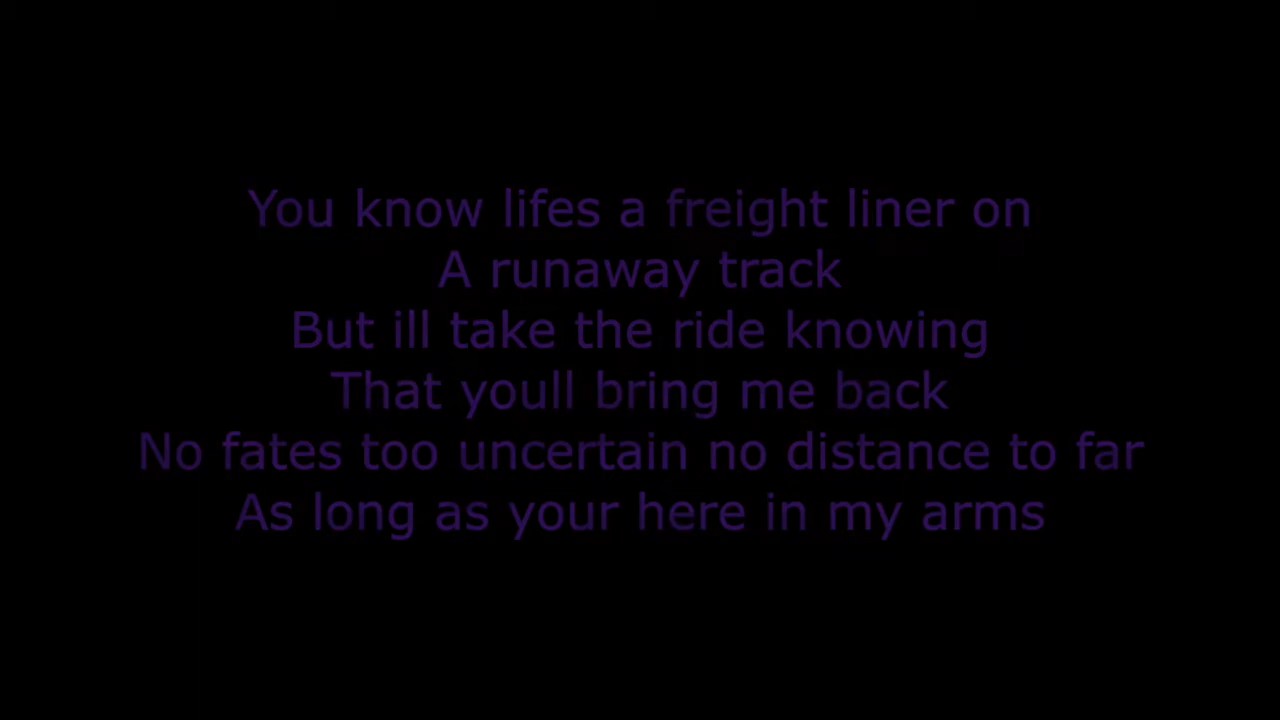 You know lifes a freight liner on
A runaway track
But ill take the ride knowing
That youll bring me back
No fates too uncertain no distance to far
As long as your here in my arms